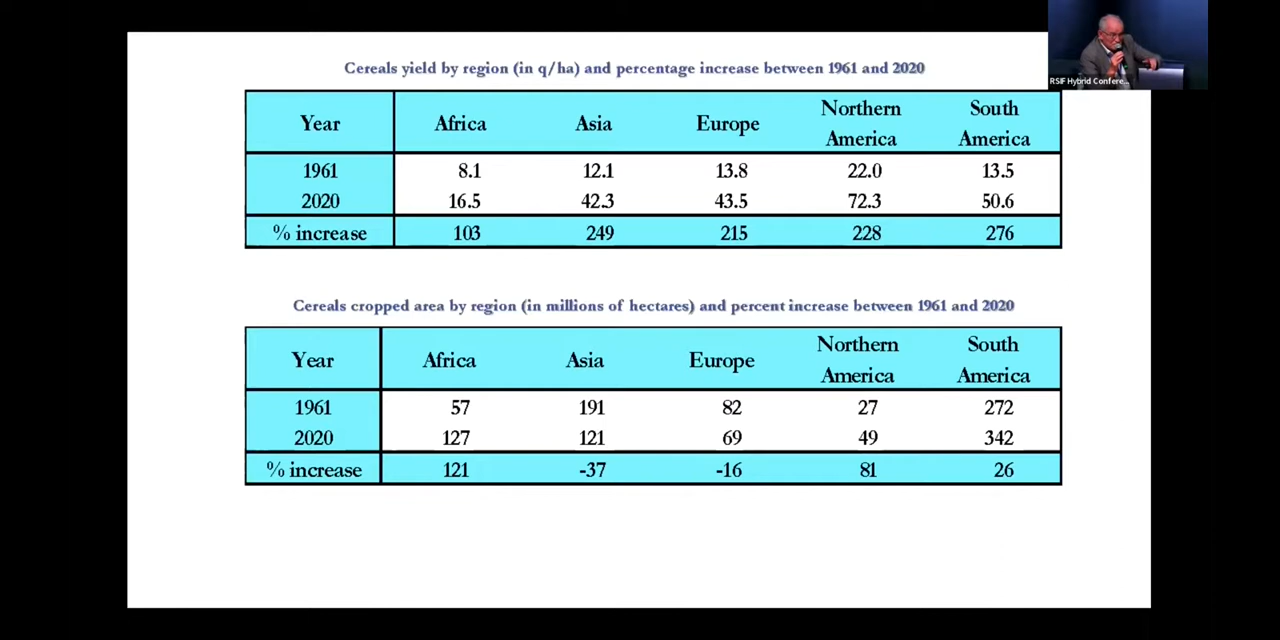 RSIF Hybrid Confere...
Cereals yield by region (in q/ha) and percentage increase between 1961 and 2020
Year Africa Asia Europe Northern America South America
1961 8.1 12.1 13.8 22.0 13.5
2020 16.5 42.3 43.5 72.3 50.6
% increase 103 249 215 228 276
Cereals cropped area by region (in millions of hectares) and percent increase between 1961 and 2020
Year Africa Asia Europe Northern America South America
1961 57 191 82 27 272
2020 127 121 69 49 342
% increase 121 -37 -16 81 26